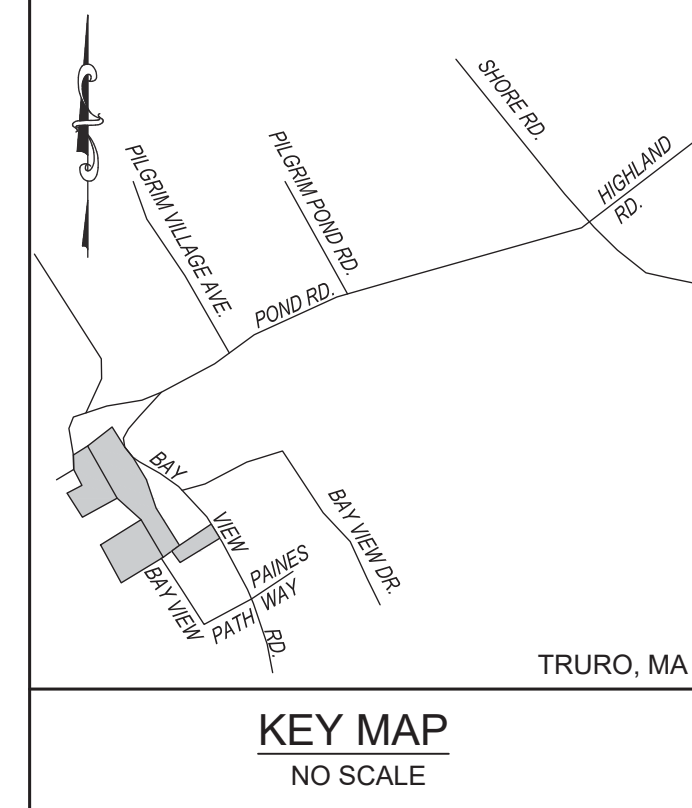 SHORE RD.
HIGHLAND
RD.
PILGRIM VILLAGE AVE.
PILGRIM POND RD.
POND RD.
BAY
VIEW
RD.
BAY VIEW DR.
PAINES
WAY
BAY VIEW
PATH
TRURO, MA
KEY MAP
NO SCALE